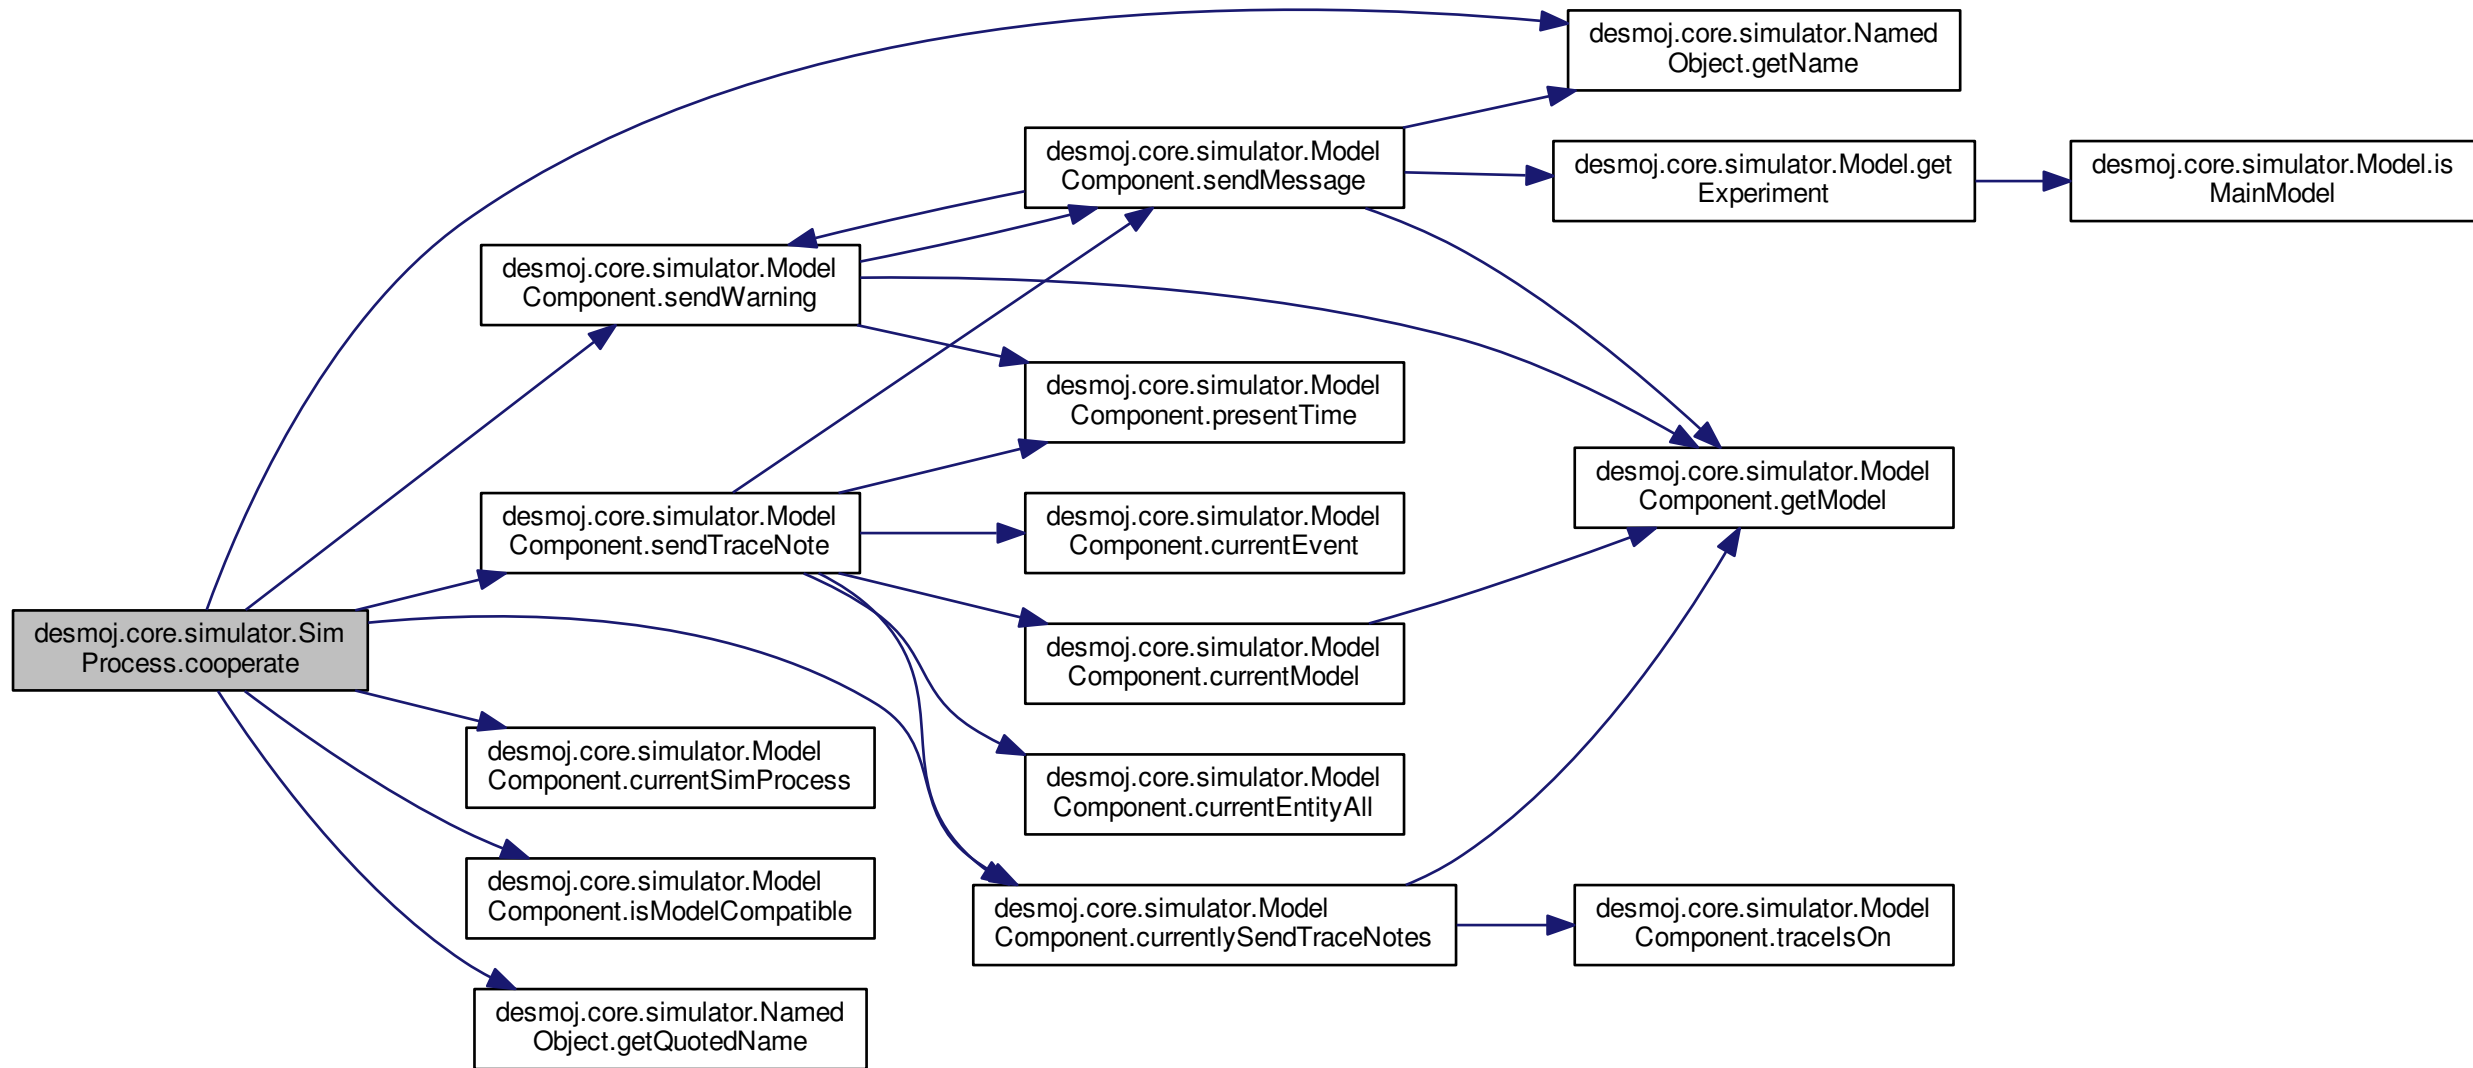 desmoj.core.simulator.Named
Object.getName
desmoj.core.simulator.Model
Component.sendMessage
desmoj.core.simulator.Model.get
Experiment
desmoj.core.simulator.Model.is
MainModel
desmoj.core.simulator.Model
Component.sendWarning
desmoj.core.simulator.Model
Component.presentTime
desmoj.core.simulator.Model
Component.getModel
desmoj.core.simulator.Model
Component.sendTraceNote
desmoj.core.simulator.Model
Component.currentEvent
desmoj.core.simulator.Sim
Process.cooperate
desmoj.core.simulator.Model
Component.currentModel
desmoj.core.simulator.Model
Component.currentSimProcess
desmoj.core.simulator.Model
Component.currentEntityAll
desmoj.core.simulator.Model
Component.isModelCompatible
desmoj.core.simulator.Model
Component.currentlySendTraceNotes
desmoj.core.simulator.Model
Component.traceIsOn
desmoj.core.simulator.Named
Object.getQuotedName